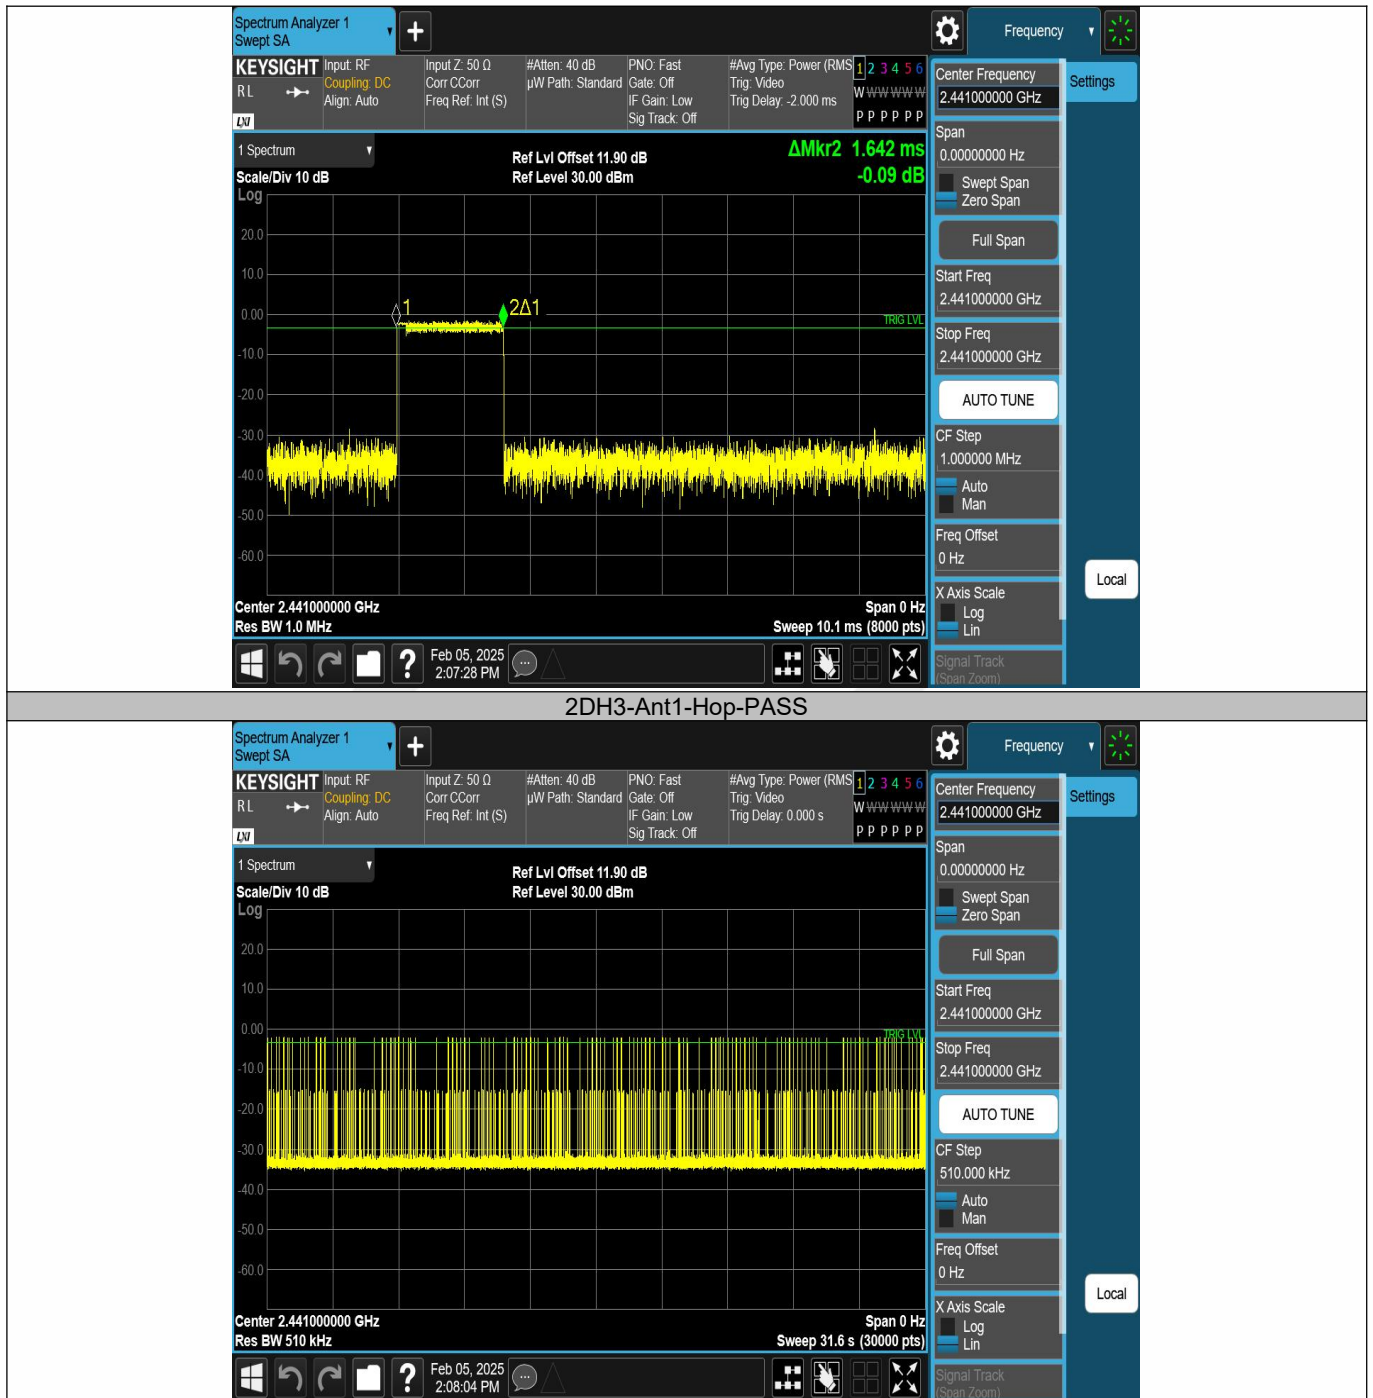 Spectrum Analyzer 1
Swept SA
Frequency
KEYSIGHT
RL
LXI
Input: RF
Coupling: DC
Align: Auto
Input Z: 50 Ω
Corr CCorr
Freq Ref: Int (S)
#Atten: 40 dB
µW Path: Standard
PNO: Fast
Gate: Off
IF Gain: Low
Sig Track: Off
#Avg Type: Power (RMS
Trig: Video
Trig Delay: -2.000 ms
1 2 3 4 5 6
W W W W W W
P P P P P P
1 Spectrum
Scale/Div 10 dB
Log
Ref Lvl Offset 11.90 dB
Ref Level 30.00 dBm
ΔMkr2 1.642 ms
-0.09 dB
20.0
10.0
0.00
-10.0
-20.0
-30.0
-40.0
-50.0
-60.0
1
2Δ1
TRIG LVL
Center 2.441000000 GHz
Res BW 1.0 MHz
Span 0 Hz
Sweep 10.1 ms (8000 pts)
Feb 05, 2025
2:07:28 PM
Center Frequency
2.441000000 GHz
Settings
Span
0.00000000 Hz
Swept Span
Zero Span
Full Span
Start Freq
2.441000000 GHz
Stop Freq
2.441000000 GHz
AUTO TUNE
CF Step
1.000000 MHz
Auto
Man
Freq Offset
0 Hz
X Axis Scale
Log
Lin
Local
Signal Track
(Span Zoom)
2DH3-Ant1-Hop-PASS
Spectrum Analyzer 1
Swept SA
Frequency
KEYSIGHT
RL
LXI
Input: RF
Coupling: DC
Align: Auto
Input Z: 50 Ω
Corr CCorr
Freq Ref: Int (S)
#Atten: 40 dB
µW Path: Standard
PNO: Fast
Gate: Off
IF Gain: Low
Sig Track: Off
#Avg Type: Power (RMS
Trig: Video
Trig Delay: 0.000 s
1 2 3 4 5 6
W W W W W W
P P P P P P
1 Spectrum
Scale/Div 10 dB
Log
Ref Lvl Offset 11.90 dB
Ref Level 30.00 dBm
20.0
10.0
0.00
-10.0
-20.0
-30.0
-40.0
-50.0
-60.0
TRIG LVL
Center 2.441000000 GHz
Res BW 510 kHz
Span 0 Hz
Sweep 31.6 s (30000 pts)
Feb 05, 2025
2:08:04 PM
Center Frequency
2.441000000 GHz
Settings
Span
0.00000000 Hz
Swept Span
Zero Span
Full Span
Start Freq
2.441000000 GHz
Stop Freq
2.441000000 GHz
AUTO TUNE
CF Step
510.000 kHz
Auto
Man
Freq Offset
0 Hz
X Axis Scale
Log
Lin
Local
Signal Track
(Span Zoom)